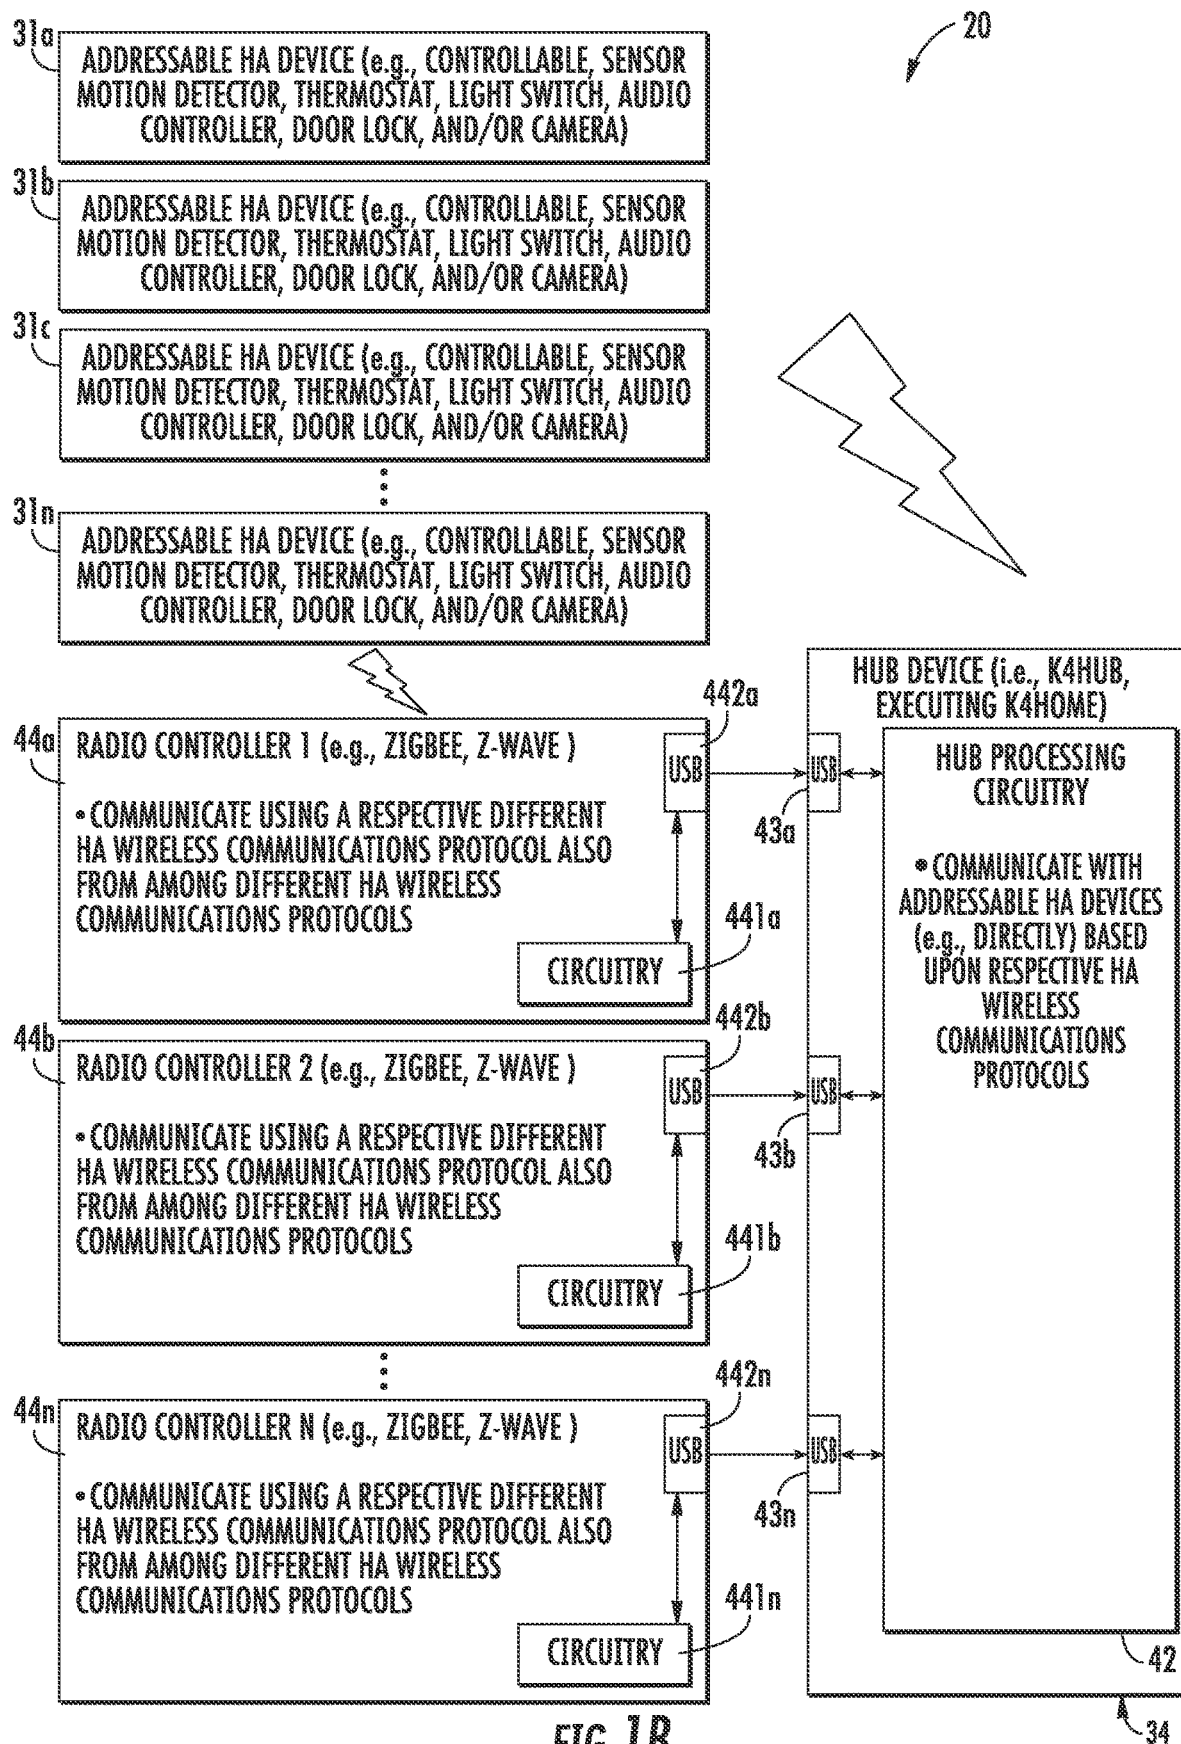 20
31a
ADDRESSABLE HA DEVICE (e.g., CONTROLLABLE, SENSOR
MOTION DETECTOR, THERMOSTAT, LIGHT SWITCH, AUDIO
CONTROLLER, DOOR LOCK, AND/OR CAMERA)
31b
ADDRESSABLE HA DEVICE (e.g., CONTROLLABLE, SENSOR
MOTION DETECTOR, THERMOSTAT, LIGHT SWITCH, AUDIO
CONTROLLER, DOOR LOCK, AND/OR CAMERA)
31c
ADDRESSABLE HA DEVICE (e.g., CONTROLLABLE, SENSOR
MOTION DETECTOR, THERMOSTAT, LIGHT SWITCH, AUDIO
CONTROLLER, DOOR LOCK, AND/OR CAMERA)
31n
ADDRESSABLE HA DEVICE (e.g., CONTROLLABLE, SENSOR
MOTION DETECTOR, THERMOSTAT, LIGHT SWITCH, AUDIO
CONTROLLER, DOOR LOCK, AND/OR CAMERA)
44a
RADIO CONTROLLER 1 (e.g., ZIGBEE, Z-WAVE )
• COMMUNICATE USING A RESPECTIVE DIFFERENT
HA WIRELESS COMMUNICATIONS PROTOCOL ALSO
FROM AMONG DIFFERENT HA WIRELESS
COMMUNICATIONS PROTOCOLS
442a
USB
441a
CIRCUITRY
44b
RADIO CONTROLLER 2 (e.g., ZIGBEE, Z-WAVE )
• COMMUNICATE USING A RESPECTIVE DIFFERENT
HA WIRELESS COMMUNICATIONS PROTOCOL ALSO
FROM AMONG DIFFERENT HA WIRELESS
COMMUNICATIONS PROTOCOLS
442b
USB
441b
CIRCUITRY
44n
RADIO CONTROLLER N (e.g., ZIGBEE, Z-WAVE )
• COMMUNICATE USING A RESPECTIVE DIFFERENT
HA WIRELESS COMMUNICATIONS PROTOCOL ALSO
FROM AMONG DIFFERENT HA WIRELESS
COMMUNICATIONS PROTOCOLS
442n
USB
441n
CIRCUITRY
HUB DEVICE (i.e., K4HUB,
EXECUTING K4HOME)
USB
43a
USB
43b
USB
43n
HUB PROCESSING
CIRCUITRY
• COMMUNICATE WITH
ADDRESSABLE HA DEVICES
(e.g., DIRECTLY) BASED
UPON RESPECTIVE HA
WIRELESS
COMMUNICATIONS
PROTOCOLS
42
34
FIG. 1B